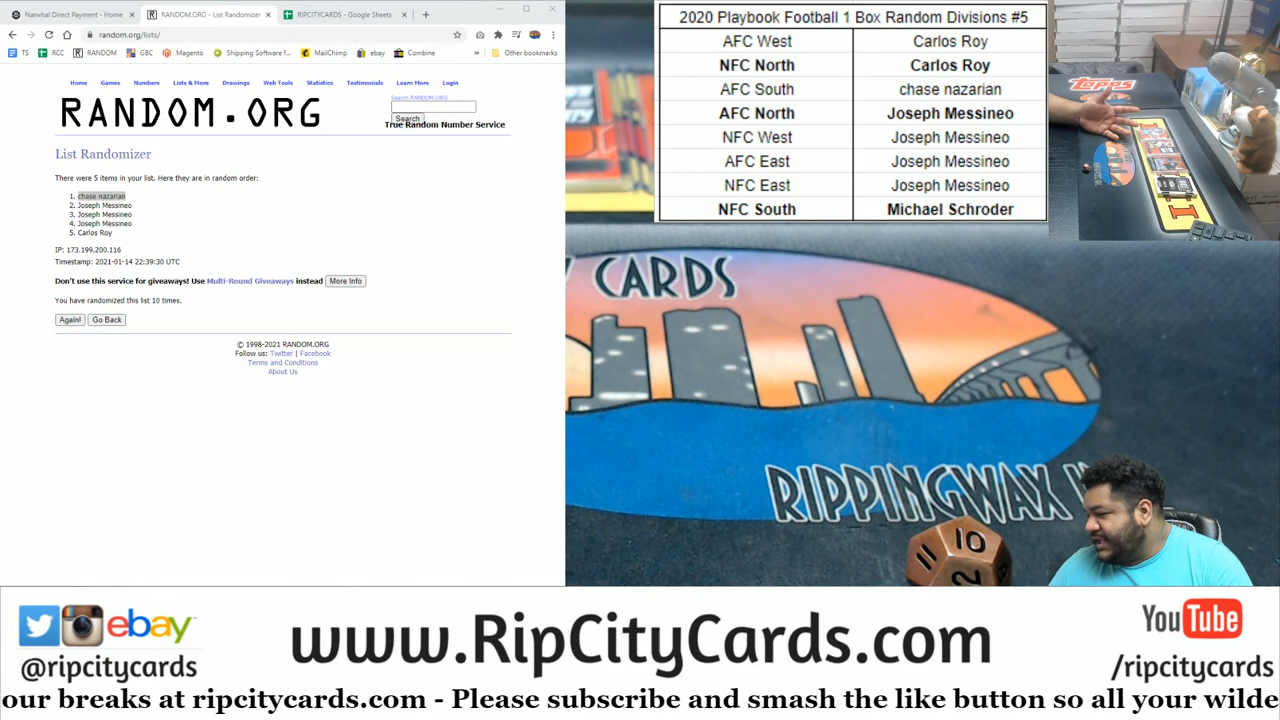 Narwhal Direct Payment - Home
RANDOM.ORG - List Randomizer
RIPCITYCARDS - Google Sheets
random.org/lists/
TS
RCC
RANDOM
GBC
Magento
Shipping Software f...
MailChimp
ebay
Combine
»
Other bookmarks
Home Games Numbers Lists & More Drawings Web Tools Statistics Testimonials Learn More Login
RANDOM.ORG
Search RANDOM.ORG
Search
True Random Number Service
List Randomizer
There were 5 items in your list. Here they are in random order:
1. chase nazarian
2. Joseph Messineo
3. Joseph Messineo
4. Joseph Messineo
5. Carlos Roy
IP: 173.199.200.116
Timestamp: 2021-01-14 22:39:30 UTC
Don't use this service for giveaways! Use Multi-Round Giveaways instead More Info
You have randomized this list 10 times.
Again! Go Back
© 1998-2021 RANDOM.ORG
Follow us: Twitter | Facebook
Terms and Conditions
About Us
2020 Playbook Football 1 Box Random Divisions #5
AFC West Carlos Roy
NFC North Carlos Roy
AFC South chase nazarian
AFC North Joseph Messineo
NFC West Joseph Messineo
AFC East Joseph Messineo
NFC East Joseph Messineo
NFC South Michael Schroder
topps
Y CARDS
RIPPINGWAX
11 10
2
ebay
@ripcitycards
www.RipCityCards.com
YouTube
/ripcitycards
our breaks at ripcitycards.com - Please subscribe and smash the like button so all your wilde